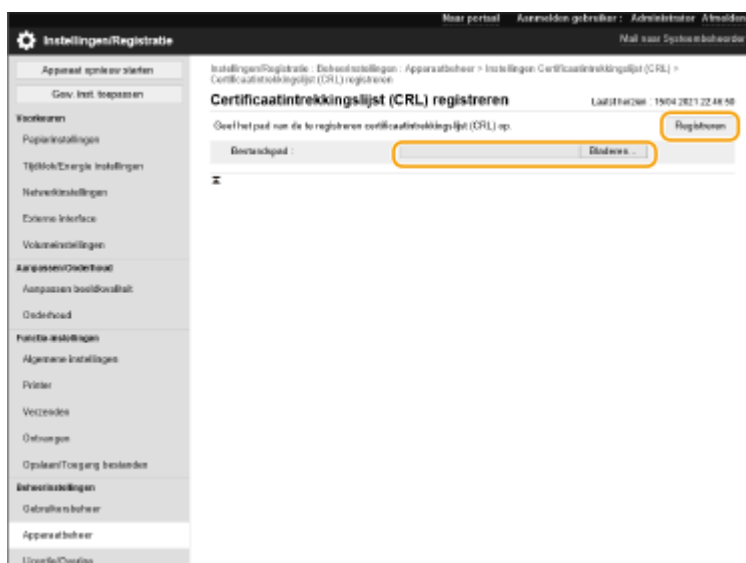 Naar portaal Aanmelden gebruiker : Administrator Afmelden
Instellingen/Registratie
Mail naar Systeembeheerder
Apparaat opnieuw starten
Gew. inst. toepassen
Voorkeuren
Papierinstellingen
Tijdklok/Energie Instellingen
Netwerkinstellingen
Externe interface
Volumeinstellingen
Aanpassen/Onderhoud
Aanpassen beeldkwaliteit
Onderhoud
Functie-instellingen
Algemene instellingen
Printer
Verzenden
Ontvangen
Opslaan/Toegang bestanden
Beheerinstellingen
Gebruikersbeheer
Apparaatbeheer
Instellingen/Registratie : Beheerinstellingen : Apparaatbeheer > Instellingen Certificaatintrekkingslijst (CRL) >
Certificaatintrekkingslijst (CRL) registreren
Certificaatintrekkingslijst (CRL) registreren
Laatst herzien : 19/04 2021 22:46:50
Geef het pad van de te registreren certificaatintrekkingslijst (CRL) op.
Registreren
Bestandspad :
Bladeren...